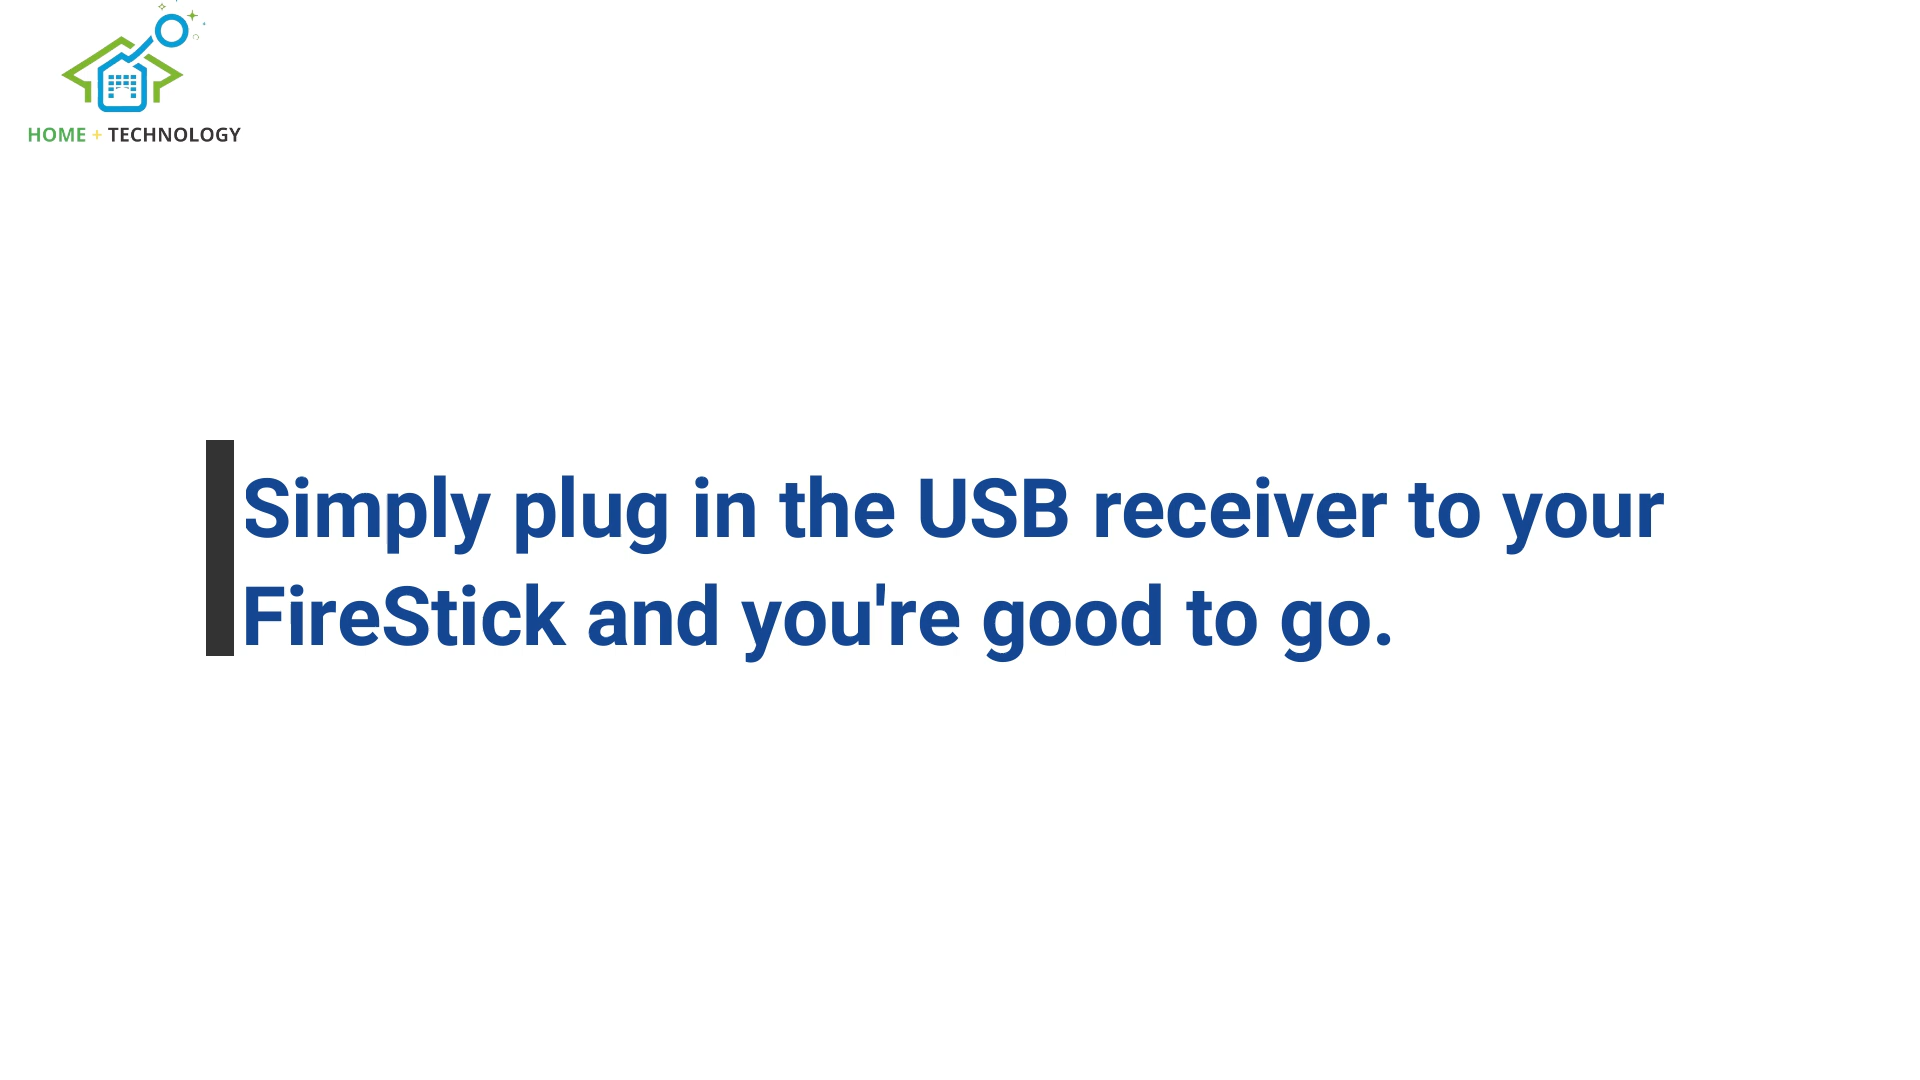 HOME + TECHNOLOGY
Simply plug in the USB receiver to your
FireStick and you're good to go.